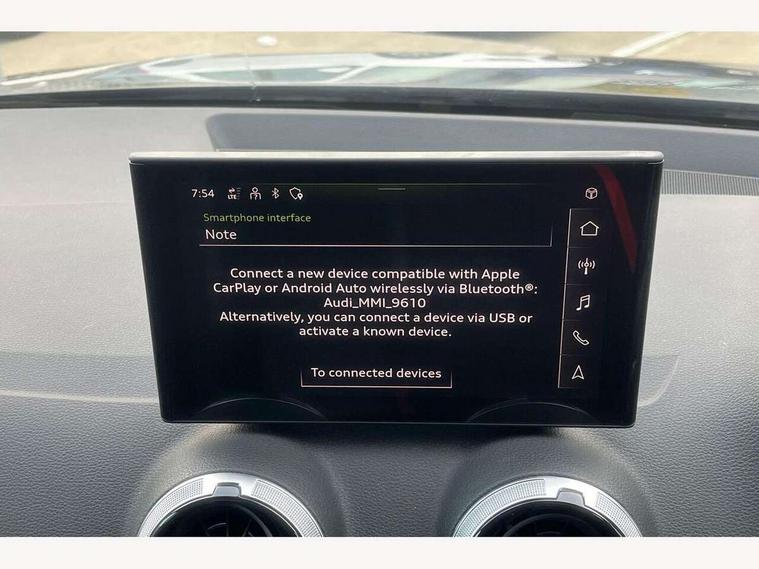 7:54 LTE
Smartphone interface
Note
Connect a new device compatible with Apple
CarPlay or Android Auto wirelessly via Bluetooth®:
Audi_MMI_9610
Alternatively, you can connect a device via USB or
activate a known device.
To connected devices